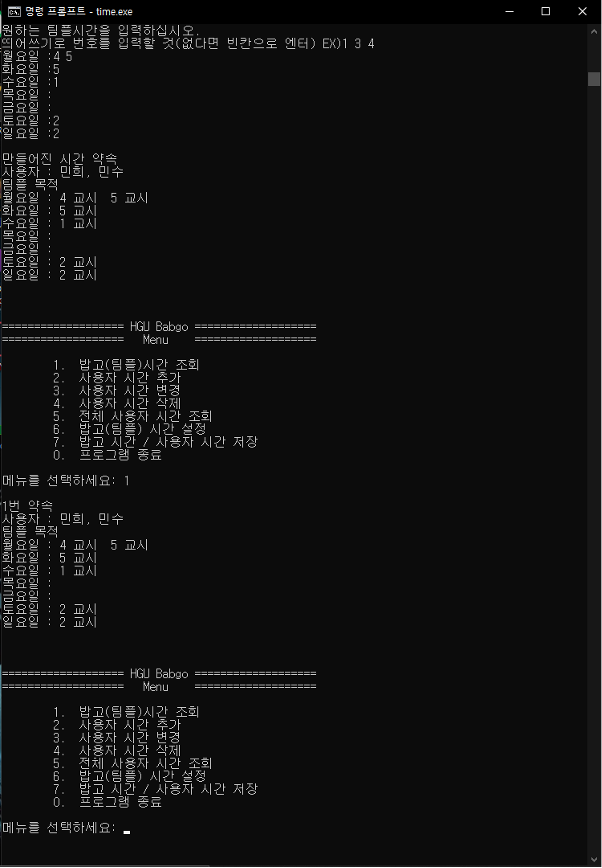 명령 프롬프트 - time.exe
원하는 팀플시간을 입력하십시오.
띄어쓰기로 번호를 입력할 것(없다면 빈칸으로 엔터) EX)1 3 4
월요일 :4 5
화요일 :5
수요일 :1
목요일 :
금요일 :
토요일 :2
일요일 :2
만들어진 시간 약속
사용자 : 민희, 민수
팀플 목적
월요일 : 4 교시  5 교시
화요일 : 5 교시
수요일 : 1 교시
목요일 :
금요일 :
토요일 : 2 교시
일요일 : 2 교시
=================== HGU Babgo ===================
===================   Menu    ===================
1.  밥고(팀플)시간 조회
2.  사용자 시간 추가
3.  사용자 시간 변경
4.  사용자 시간 삭제
5.  전체 사용자 시간 조회
6.  밥고(팀플) 시간 설정
7.  밥고 시간 / 사용자 시간 저장
0.  프로그램 종료
메뉴를 선택하세요: 1
1번 약속
사용자 : 민희, 민수
팀플 목적
월요일 : 4 교시  5 교시
화요일 : 5 교시
수요일 : 1 교시
목요일 :
금요일 :
토요일 : 2 교시
일요일 : 2 교시
=================== HGU Babgo ===================
===================   Menu    ===================
1.  밥고(팀플)시간 조회
2.  사용자 시간 추가
3.  사용자 시간 변경
4.  사용자 시간 삭제
5.  전체 사용자 시간 조회
6.  밥고(팀플) 시간 설정
7.  밥고 시간 / 사용자 시간 저장
0.  프로그램 종료
메뉴를 선택하세요: